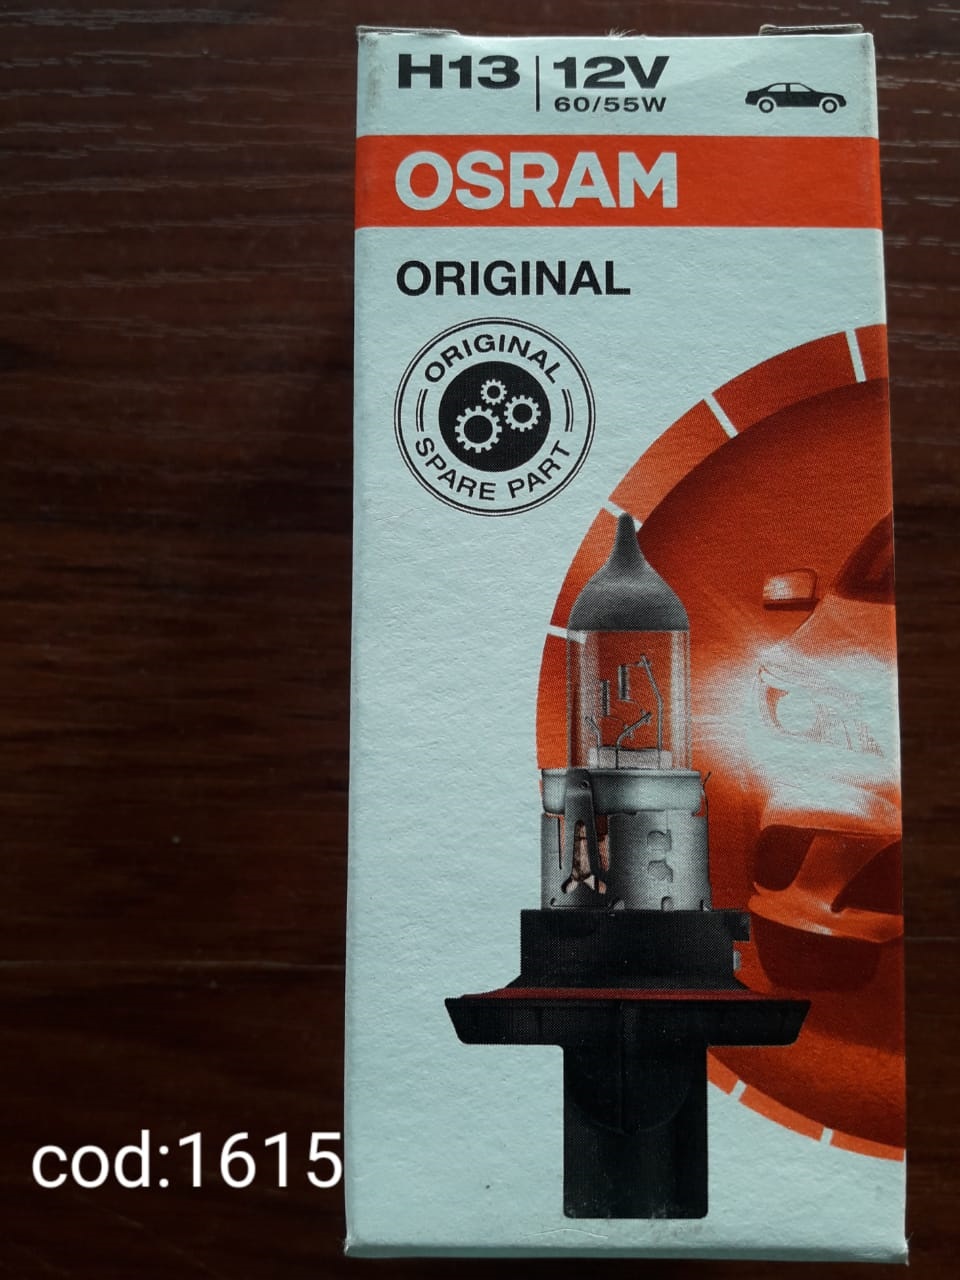 H13 12V
60/55W
OSRAM
ORIGINAL
ORIGINAL
SPARE PART
cod:1615